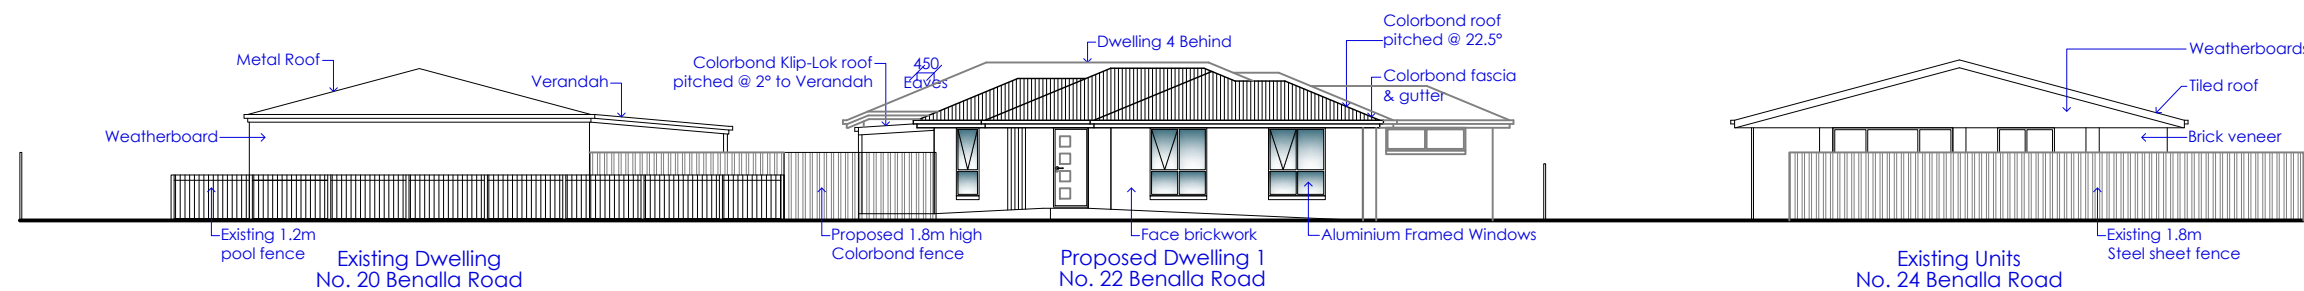 Metal Roof
Verandah
Weatherboard
Existing 1.2m
pool fence
Existing Dwelling
No. 20 Benalla Road
Colorbond Klip-Lok roof
pitched @ 2° to Verandah
450
Eaves
Dwelling 4 Behind
Colorbond roof
pitched @ 22.5°
Colorbond fascia
& gutter
Proposed 1.8m high
Colorbond fence
Face brickwork
Aluminium Framed Windows
Proposed Dwelling 1
No. 22 Benalla Road
Weatherboards
Tiled roof
Brick veneer
Existing 1.8m
Steel sheet fence
Existing Units
No. 24 Benalla Road